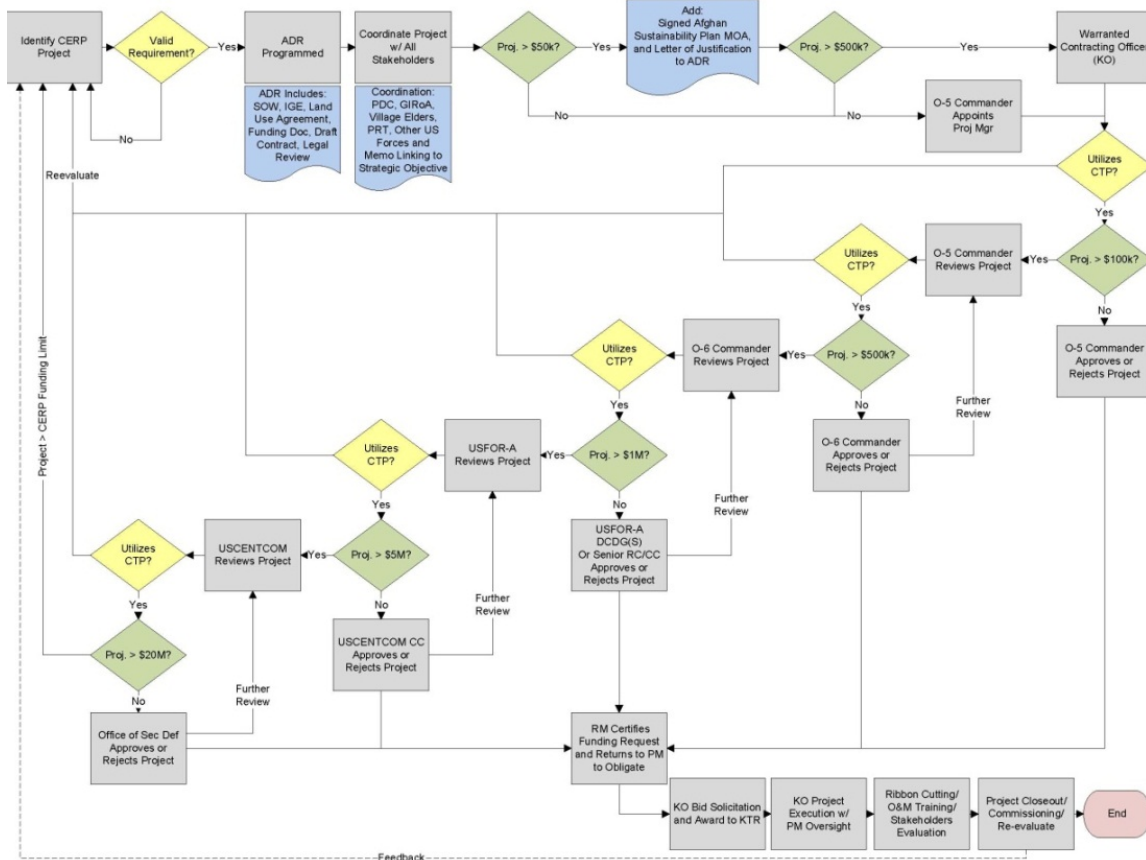 Identify CERP
Project
Valid
Requirement?
Yes
No
ADR
Programmed
ADR Includes:
SOW, IGE, Land
Use Agreement,
Funding Doc, Draft
Contract, Legal
Review
Coordinate Project
w/ All
Stakeholders
Coordination:
PDC, GIRoA,
Village Elders,
PRT, Other US
Forces and
Memo Linking to
Strategic Objective
Proj. > $50k?
Yes
No
Add:
Signed Afghan
Sustainability Plan MOA,
and Letter of Justification
to ADR
Proj. > $500k?
Yes
No
Warranted
Contracting Officer
(KO)
O-5 Commander
Appoints
Proj Mgr
Reevaluate
Utilizes
CTP?
Yes
Proj. > $100k?
Yes
No
O-5 Commander
Reviews Project
O-5 Commander
Approves or
Rejects Project
Utilizes
CTP?
Yes
Proj. > $500k?
Yes
No
Further
Review
O-6 Commander
Reviews Project
O-6 Commander
Approves or
Rejects Project
Utilizes
CTP?
Yes
Proj. > $1M?
Yes
No
Further
Review
USFOR-A
Reviews Project
USFOR-A
DCDG(S)
Or Senior RC/CC
Approves or
Rejects Project
Utilizes
CTP?
Yes
Proj. > $5M?
Yes
No
Further
Review
USCENTCOM
Reviews Project
USCENTCOM CC
Approves or
Rejects Project
Utilizes
CTP?
Yes
Proj. > $20M?
No
Further
Review
Project > CERP Funding Limit
Office of Sec Def
Approves or
Rejects Project
RM Certifies
Funding Request
and Returns to PM
to Obligate
KO Bid Solicitation
and Award to KTR
KO Project
Execution w/
PM Oversight
Ribbon Cutting/
O&M Training/
Stakeholders
Evaluation
Project Closeout/
Commissioning/
Re-evaluate
End
Feedback